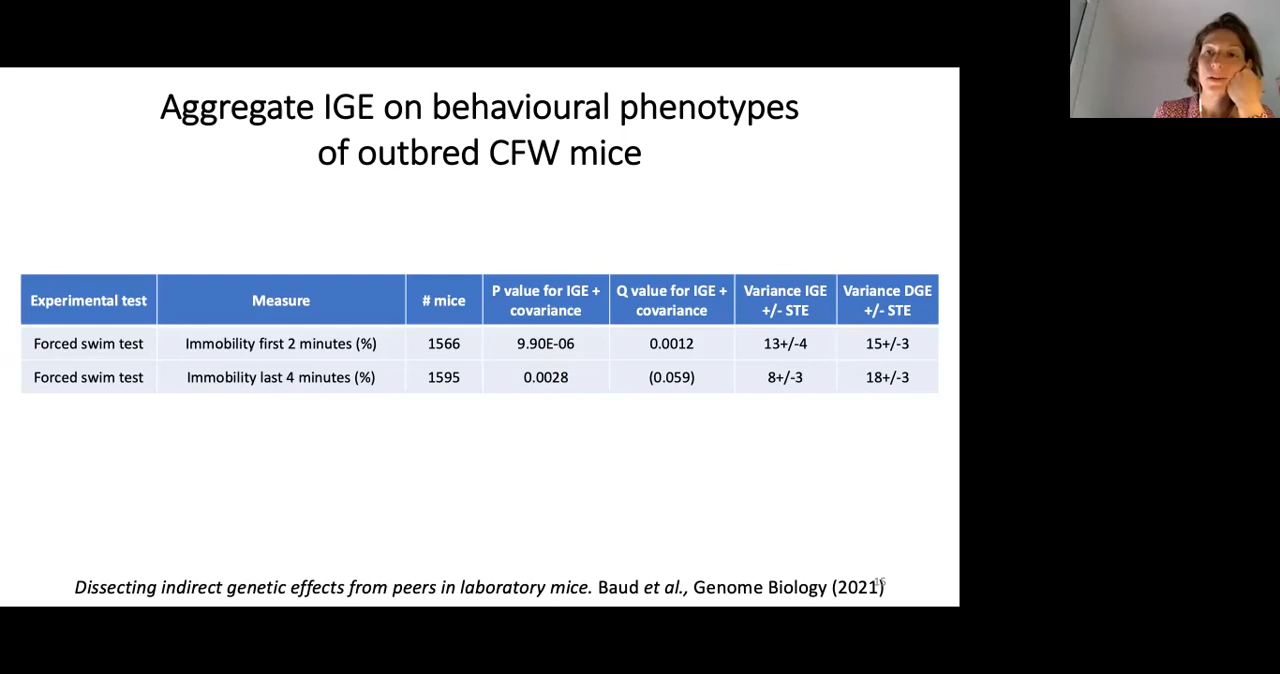 Aggregate IGE on behavioural phenotypes
of outbred CFW mice
Experimental test Measure # mice P value for IGE + covariance Q value for IGE + covariance Variance IGE +/- STE Variance DGE +/- STE
Forced swim test Immobility first 2 minutes (%) 1566 9.90E-06 0.0012 13+/-4 15+/-3
Forced swim test Immobility last 4 minutes (%) 1595 0.0028 (0.059) 8+/-3 18+/-3
Dissecting indirect genetic effects from peers in laboratory mice. Baud et al., Genome Biology (2021)
15